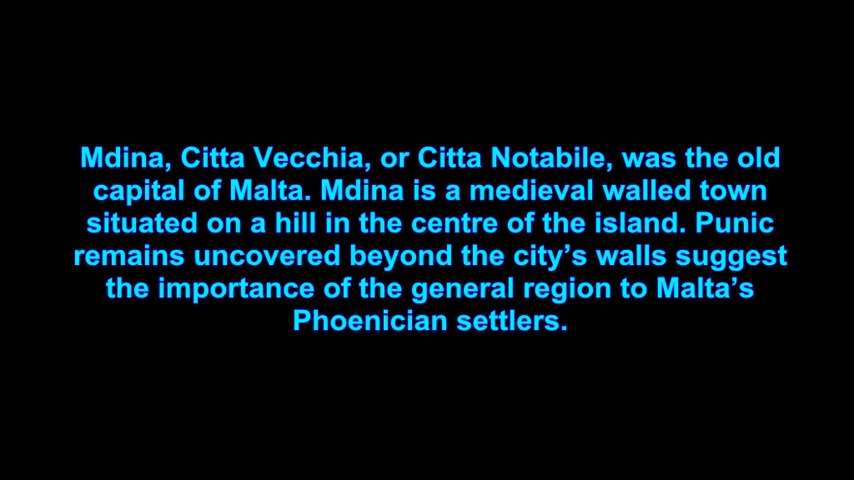 Mdina, Citta Vecchia, or Citta Notabile, was the old
capital of Malta. Mdina is a medieval walled town
situated on a hill in the centre of the island. Punic
remains uncovered beyond the city’s walls suggest
the importance of the general region to Malta’s
Phoenician settlers.